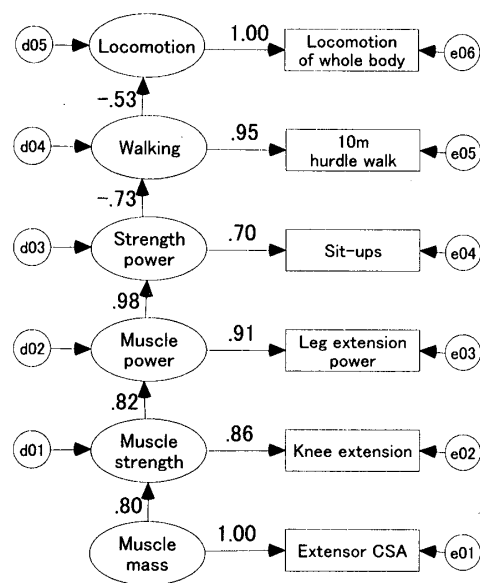 d05
Locomotion
1.00
Locomotion
of whole body
e06
-.53
d04
Walking
.95
10m
hurdle walk
e05
-.73
d03
Strength
power
.70
Sit-ups
e04
.98
d02
Muscle
power
.91
Leg extension
power
e03
.82
d01
Muscle
strength
.86
Knee extension
e02
.80
Muscle
mass
1.00
Extensor CSA
e01